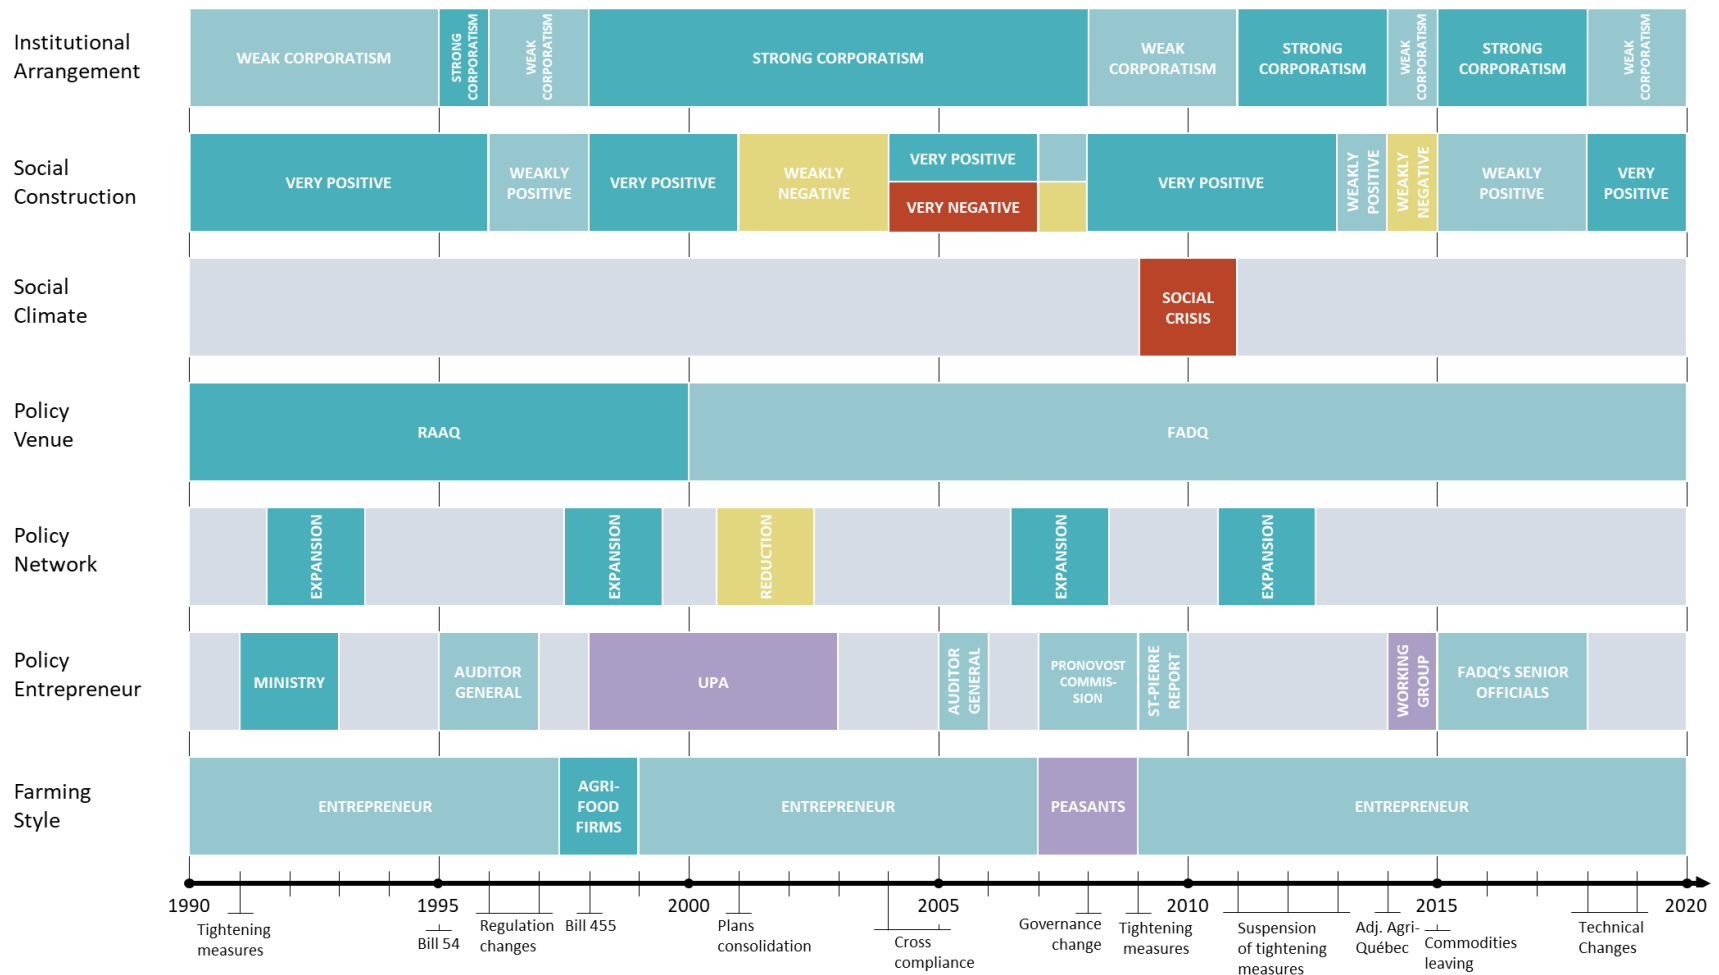 Institutional
Arrangement
WEAK CORPORATISM
STRONG
CORPORATISM
WEAK
CORPORATISM
STRONG CORPORATISM
WEAK
CORPORATISM
STRONG
CORPORATISM
WEAK
CORPORATISM
STRONG
CORPORATISM
WEAK
CORPORATISM
Social
Construction
VERY POSITIVE
WEAKLY
POSITIVE
VERY POSITIVE
WEAKLY
NEGATIVE
VERY POSITIVE
VERY NEGATIVE
VERY POSITIVE
WEAKLY
POSITIVE
WEAKLY
NEGATIVE
WEAKLY
POSITIVE
VERY
POSITIVE
Social
Climate
SOCIAL
CRISIS
Policy
Venue
RAAQ
FADQ
Policy
Network
EXPANSION
EXPANSION
REDUCTION
EXPANSION
EXPANSION
Policy
Entrepreneur
MINISTRY
AUDITOR
GENERAL
UPA
AUDITOR
GENERAL
PRONOVOST
COMMIS-
SION
ST-PIERRE
REPORT
WORKING
GROUP
FADQ'S SENIOR
OFFICIALS
Farming
Style
ENTREPRENEUR
AGRI-
FOOD
FIRMS
ENTREPRENEUR
PEASANTS
ENTREPRENEUR
1990
1995
2000
2005
2010
2015
2020
Tightening
measures
Bill 54
Regulation
changes
Bill 455
Plans
consolidation
Cross
compliance
Governance
change
Tightening
measures
Suspension
of tightening
measures
Adj. Agri-
Québec
Commodities
leaving
Technical
Changes